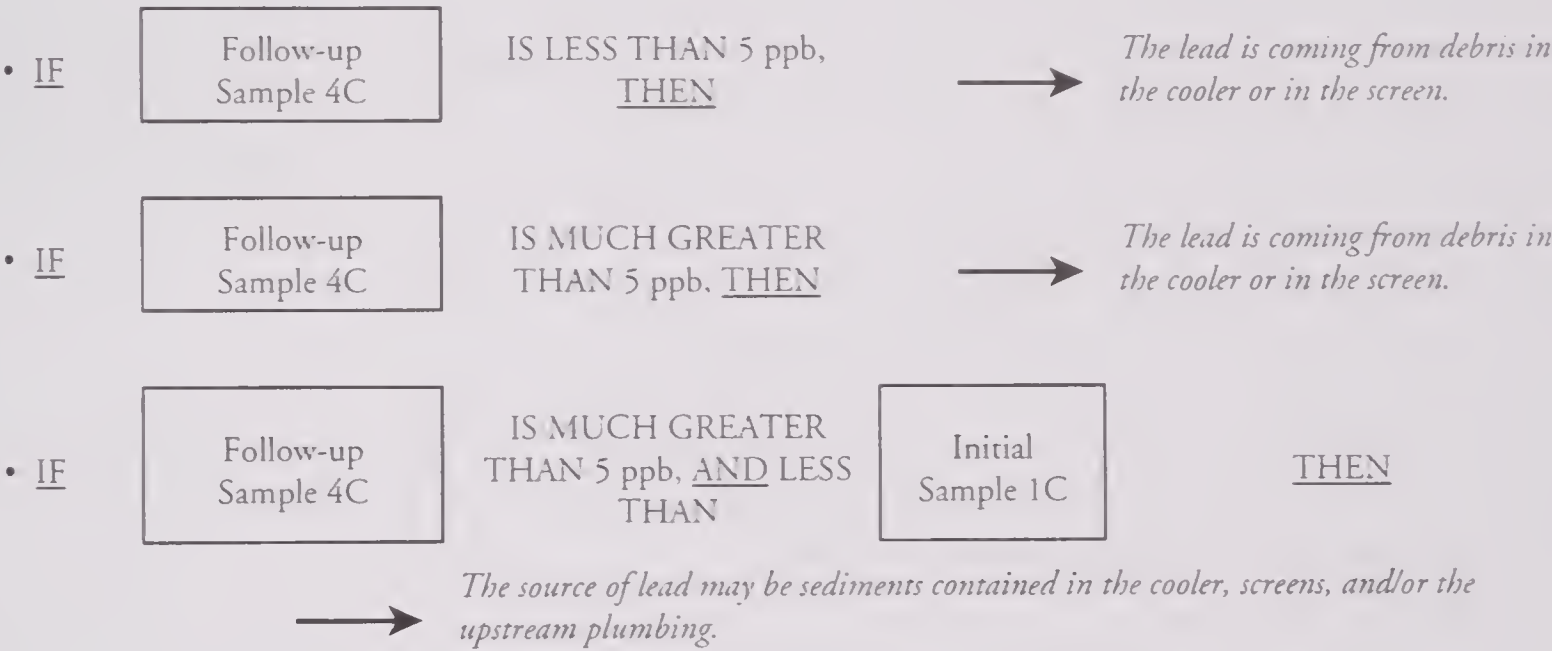 • IF
Follow-up
Sample 4C
IS LESS THAN 5 ppb,
THEN
The lead is coming from debris in
the cooler or in the screen.
• IF
Follow-up
Sample 4C
IS MUCH GREATER
THAN 5 ppb, THEN
The lead is coming from debris in
the cooler or in the screen.
• IF
Follow-up
Sample 4C
IS MUCH GREATER
THAN 5 ppb, AND LESS
THAN
Initial
Sample 1C
THEN
The source of lead may be sediments contained in the cooler, screens, and/or the
upstream plumbing.